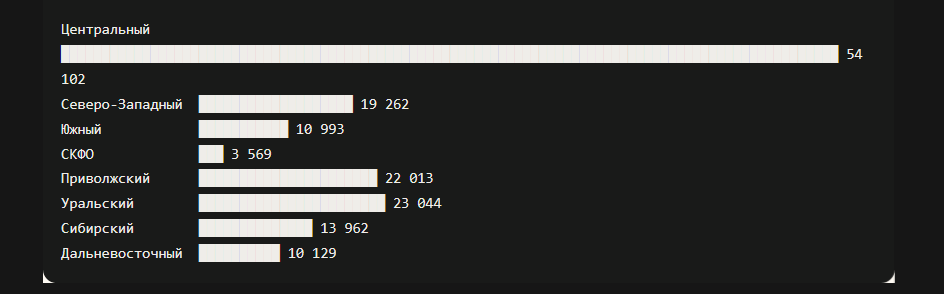 Центральный
54
102
Северо-Западный 19 262
Южный 10 993
СКФО 3 569
Приволжский 22 013
Уральский 23 044
Сибирский 13 962
Дальневосточный 10 129